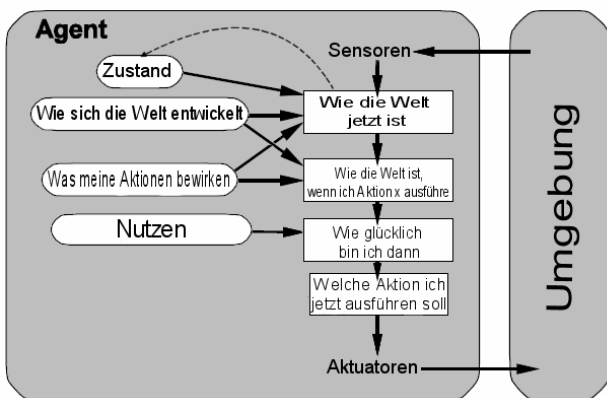 Agent
Sensoren
Zustand
Wie die Welt
jetzt ist
Wie sich die Welt entwickelt
Wie die Welt ist,
wenn ich Aktion x ausführe
Was meine Aktionen bewirken
Nutzen
Wie glücklich
bin ich dann
Welche Aktion ich
jetzt ausführen soll
Aktuatoren
Umgebung